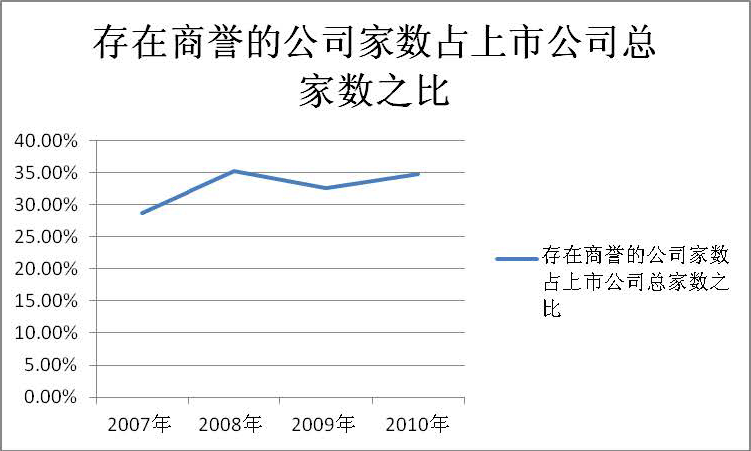 存在商誉的公司家数占上市公司总
家数之比
40.00%
35.00%
30.00%
25.00%
20.00%
15.00%
10.00%
5.00%
0.00%
2007年 2008年 2009年 2010年
存在商誉的公司家数
占上市公司总家数之
比